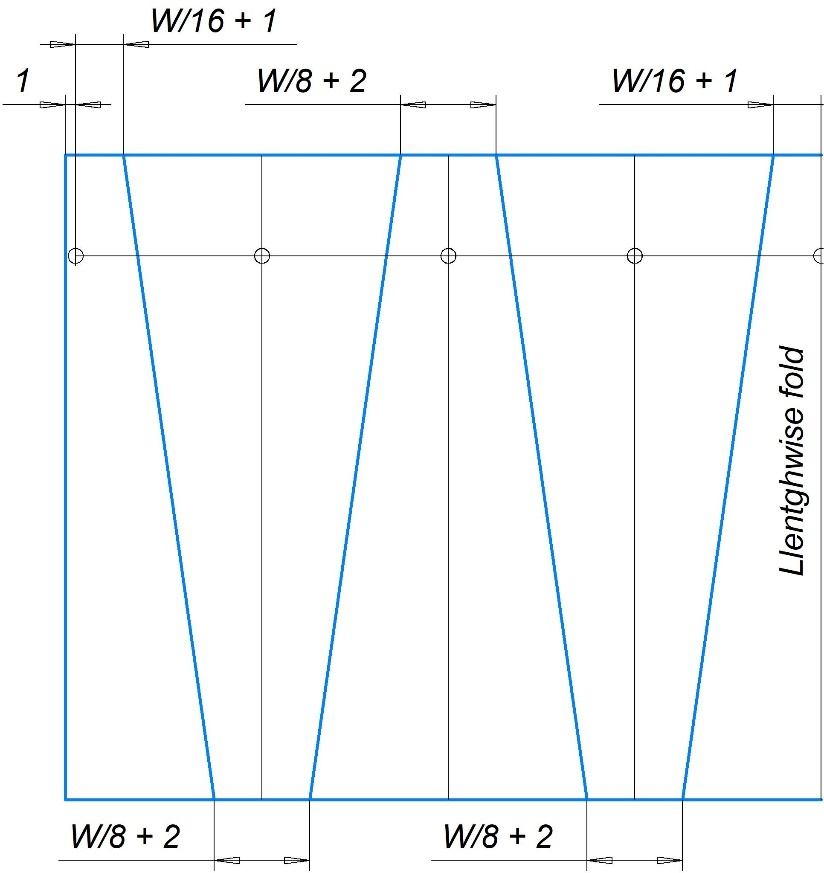 W/16 + 1
1
W/8 + 2
W/16 + 1
Llentghwise fold
W/8 + 2
W/8 + 2